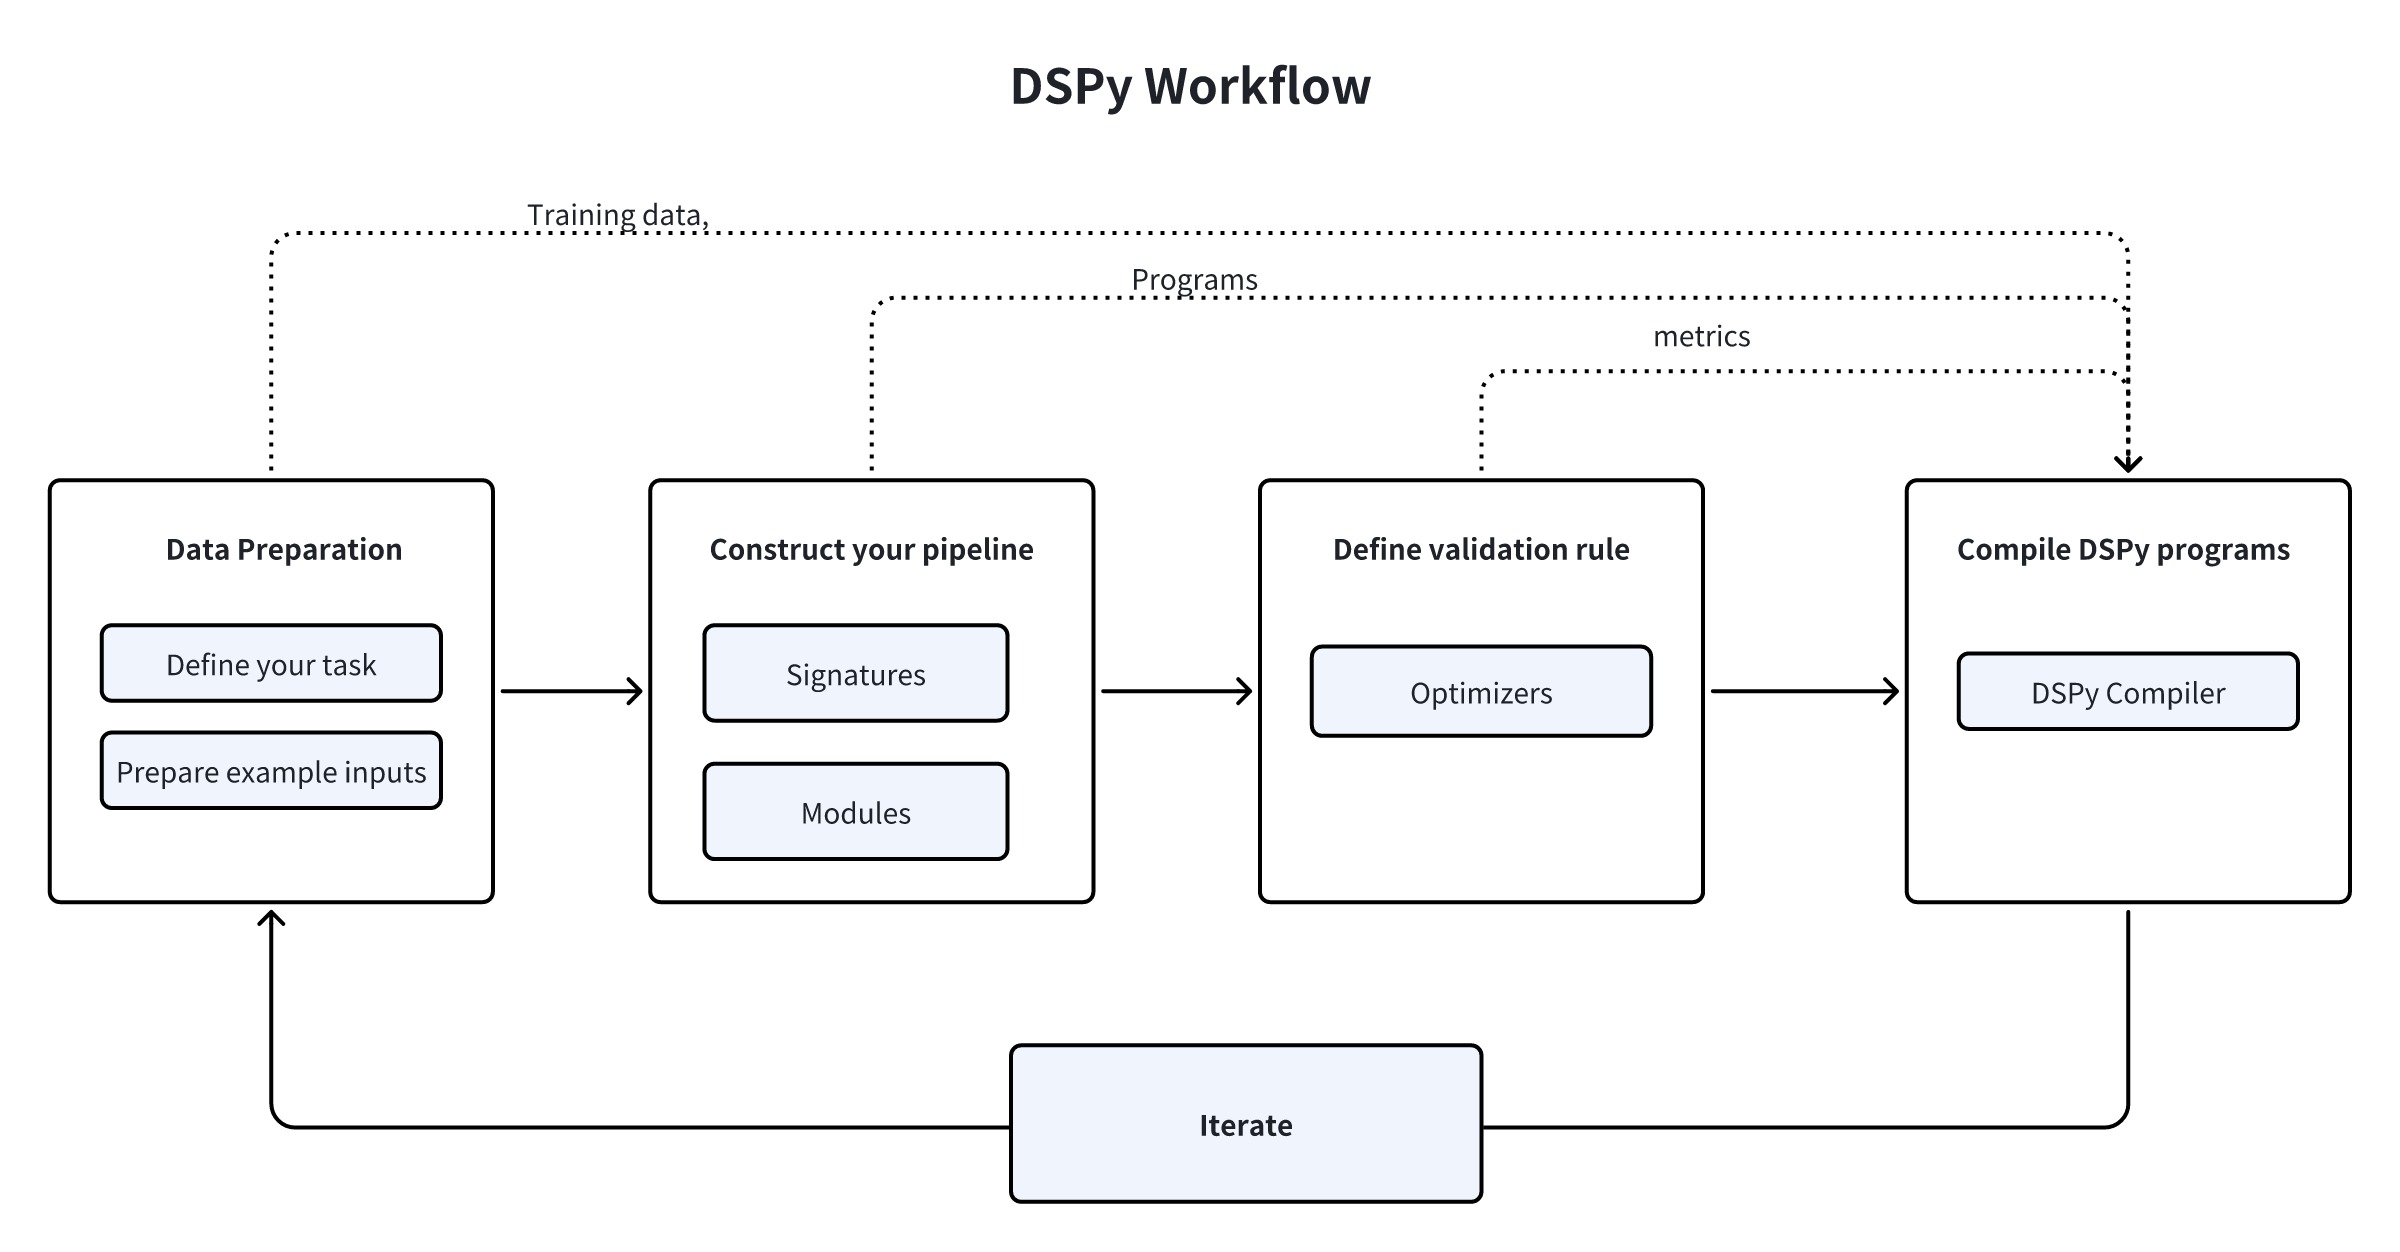 DSPy Workflow
Training data,
Programs
metrics
Data Preparation
Define your task
Prepare example inputs
Construct your pipeline
Signatures
Modules
Define validation rule
Optimizers
Compile DSPy programs
DSPy Compiler
Iterate